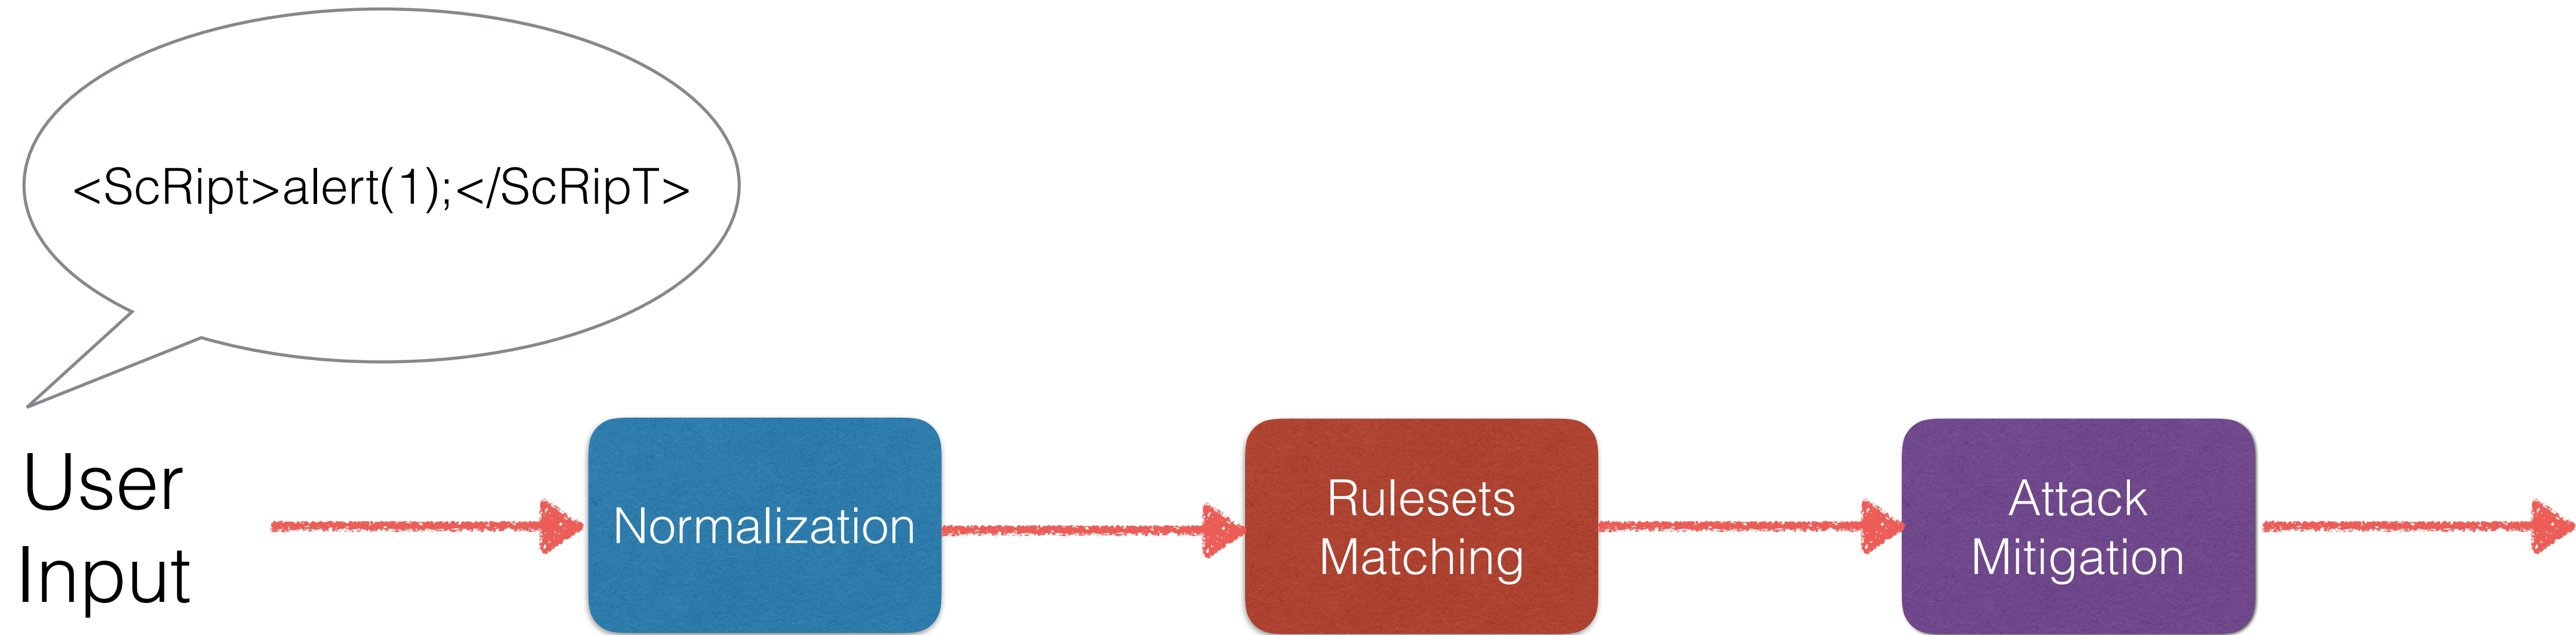 <ScRipt>alert(1);</ScRipT>
User
Input
Normalization
Rulesets
Matching
Attack
Mitigation